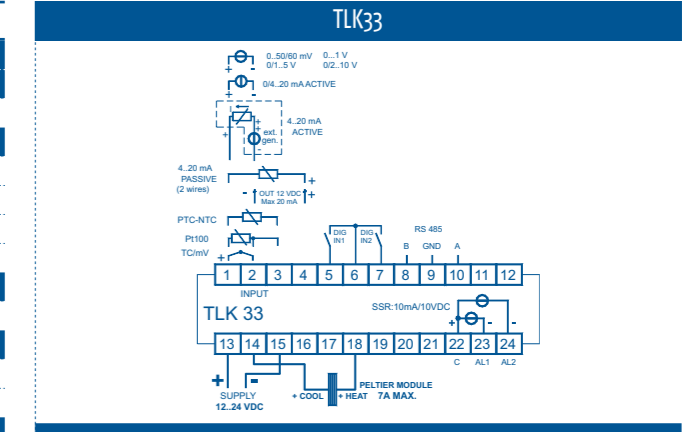 TLK33
0..50/60 mV 0...1 V
0/1..5 V 0/2..10 V
+ -
0/4..20 mA ACTIVE
+ -
4..20 mA
ACTIVE
+
+
+
ext.
gen.
-
4..20 mA
PASSIVE
(2 wires)
+
- OUT 12 VDC +
Max 20 mA
PTC-NTC
Pt100
TC/mV
+ -
DIG
IN1
DIG
IN2
RS 485
B GND A
1 2 3 4 5 6 7 8 9 10 11 12
INPUT
TLK 33
SSR:10mA/10VDC
+ - -
13 14 15 16 17 18 19 20 21 22 23 24
C AL1 AL2
+ -
SUPPLY
12..24 VDC
+ COOL
+ HEAT
PELTIER MODULE
7A MAX.